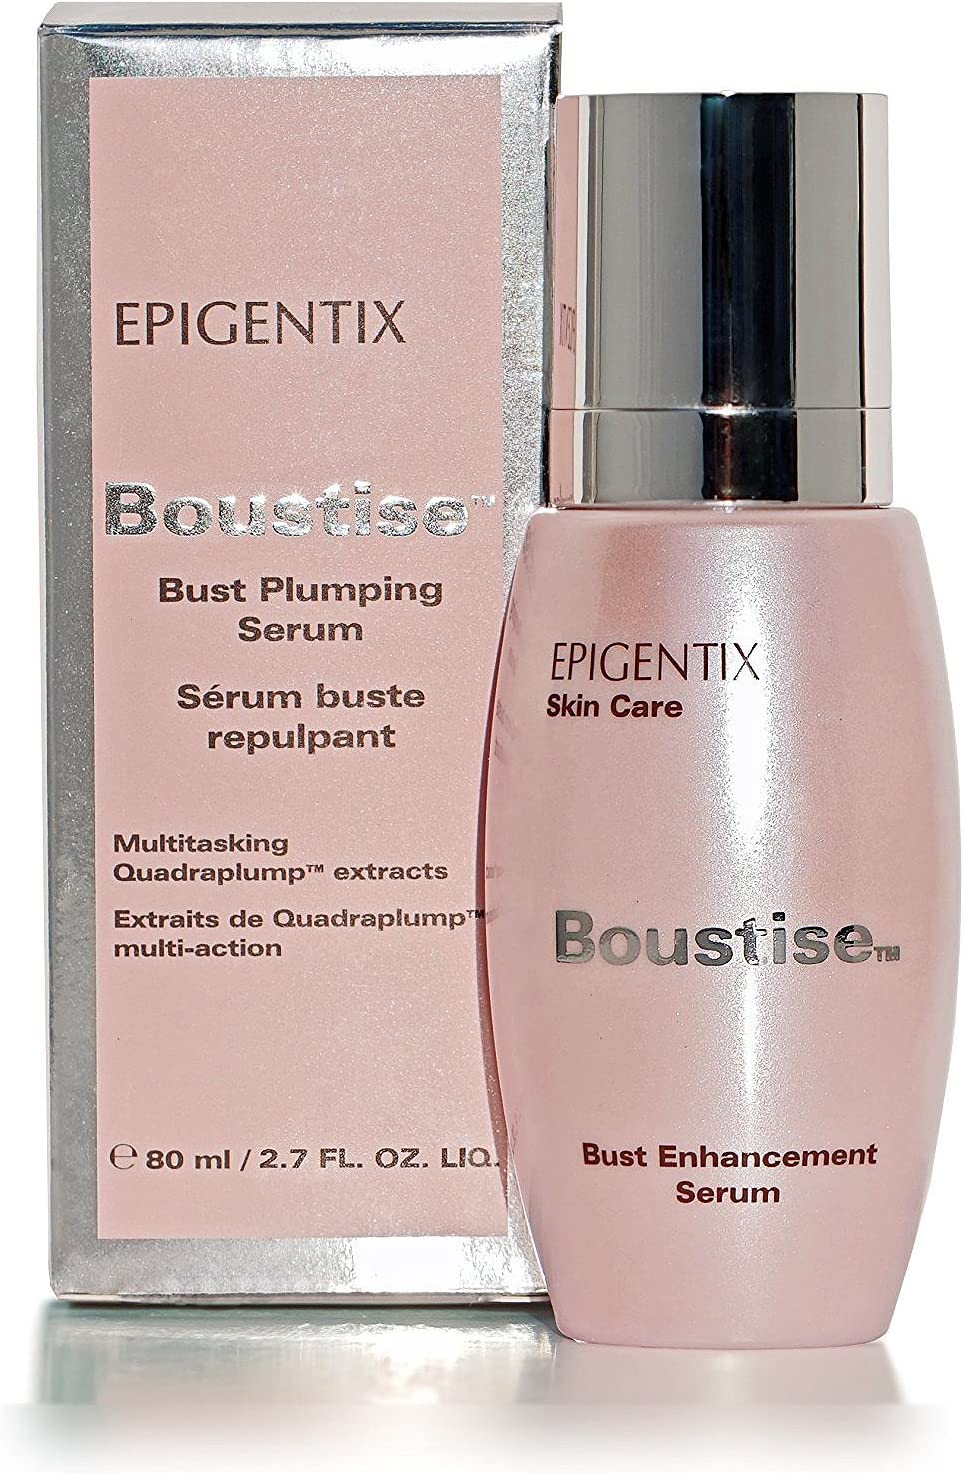 EPIGENTIX
Boustise™
Bust Plumping
Serum
Sérum buste
repulpant
Multitasking
Quadraplump™ extracts
Extraits de Quadraplump™
multi-action
℮ 80 ml / 2.7 FL. OZ. LIQ.
EPIGENTIX
Skin Care
Boustise™
Bust Enhancement
Serum